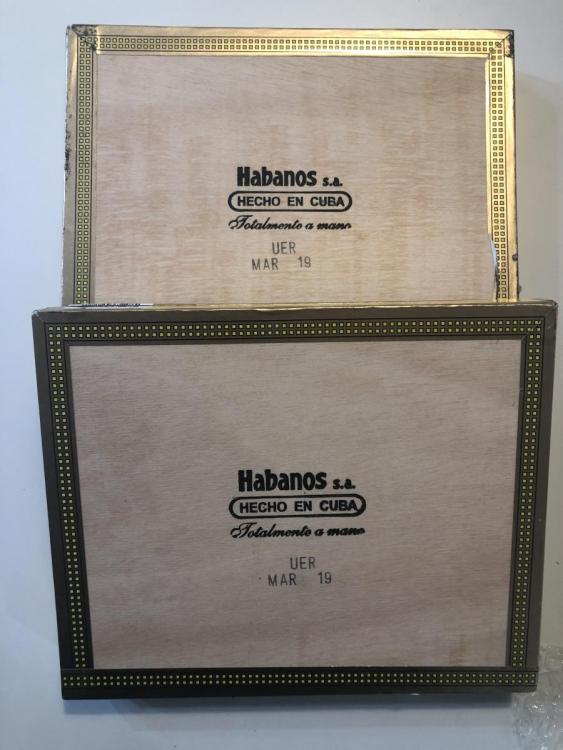 Habanos s.a.
HECHO EN CUBA
Totalmente a mano
UER
MAR 19
Habanos s.a.
HECHO EN CUBA
Totalmente a mano
UER
MAR 19